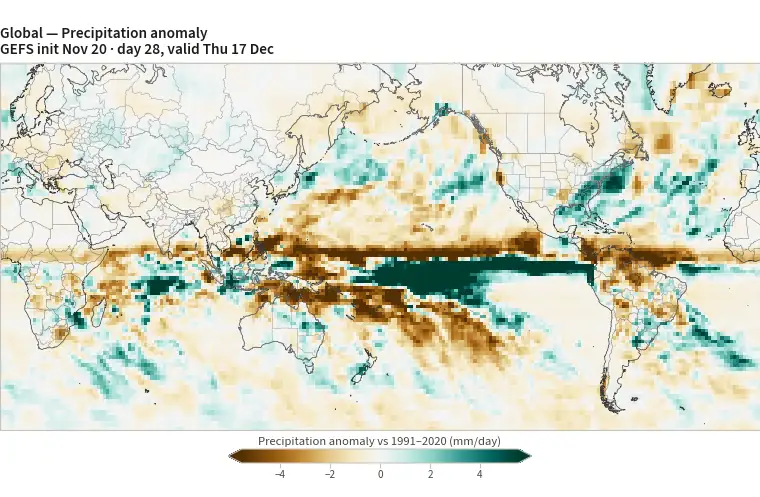 Global — Precipitation anomaly
GEFS init Nov 20 · day 28, valid Thu 17 Dec
Precipitation anomaly vs 1991–2020 (mm/day)
−4 −2 0 2 4